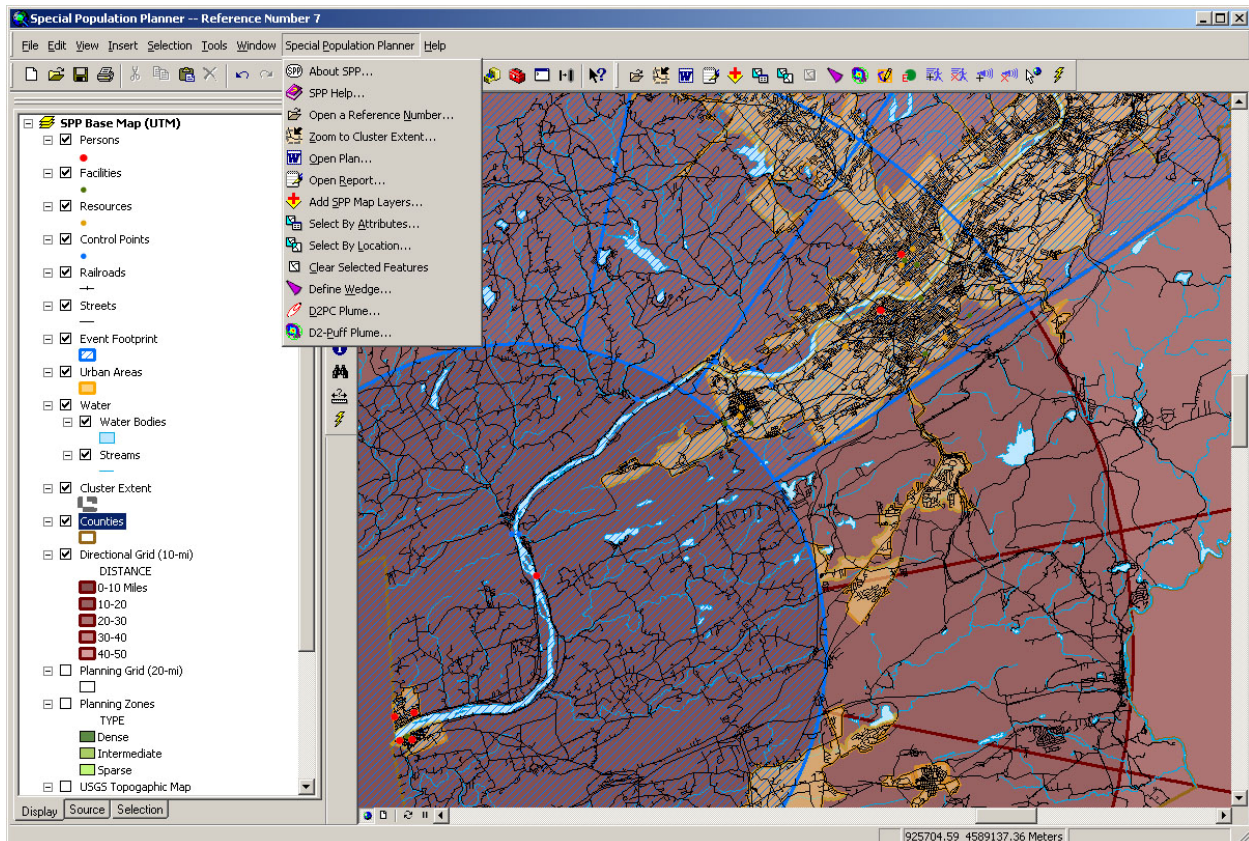 Special Population Planner -- Reference Number 7
File Edit View Insert Selection Tools Window Special Population Planner Help
SPP About SPP...
SPP Help...
Open a Reference Number...
Zoom to Cluster Extent...
W Open Plan...
Open Report...
Add SPP Map Layers...
Select By Attributes...
Select By Location...
Clear Selected Features
Define Wedge...
D2PC Plume...
D2-Puff Plume...
SPP Base Map (UTM)
Persons
Facilities
Resources
Control Points
Railroads
Streets
Event Footprint
Urban Areas
Water
Water Bodies
Streams
Cluster Extent
Counties
Directional Grid (10-mi)
DISTANCE
0-10 Miles
10-20
20-30
30-40
40-50
Planning Grid (20-mi)
Planning Zones
TYPE
Dense
Intermediate
Sparse
USGS Topogaphic Map
Display Source Selection
925704.59 4589137.36 Meters